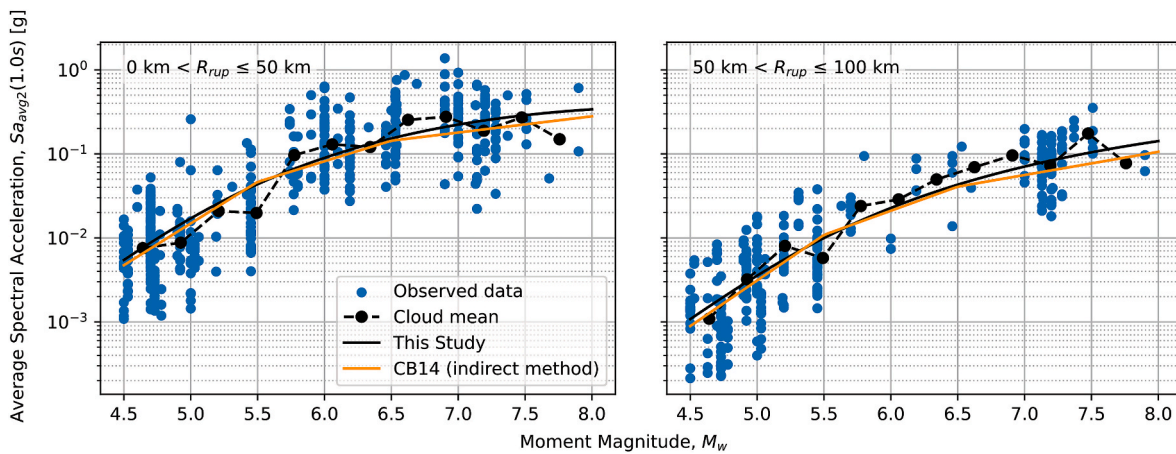 Average Spectral Acceleration, Sa_avg2(1.0s) [g]
10⁰
10⁻¹
10⁻²
10⁻³
0 km < R_rup ≤ 50 km
Observed data
Cloud mean
This Study
CB14 (indirect method)
4.5 5.0 5.5 6.0 6.5 7.0 7.5 8.0
50 km < R_rup ≤ 100 km
4.5 5.0 5.5 6.0 6.5 7.0 7.5 8.0
Moment Magnitude, M_w